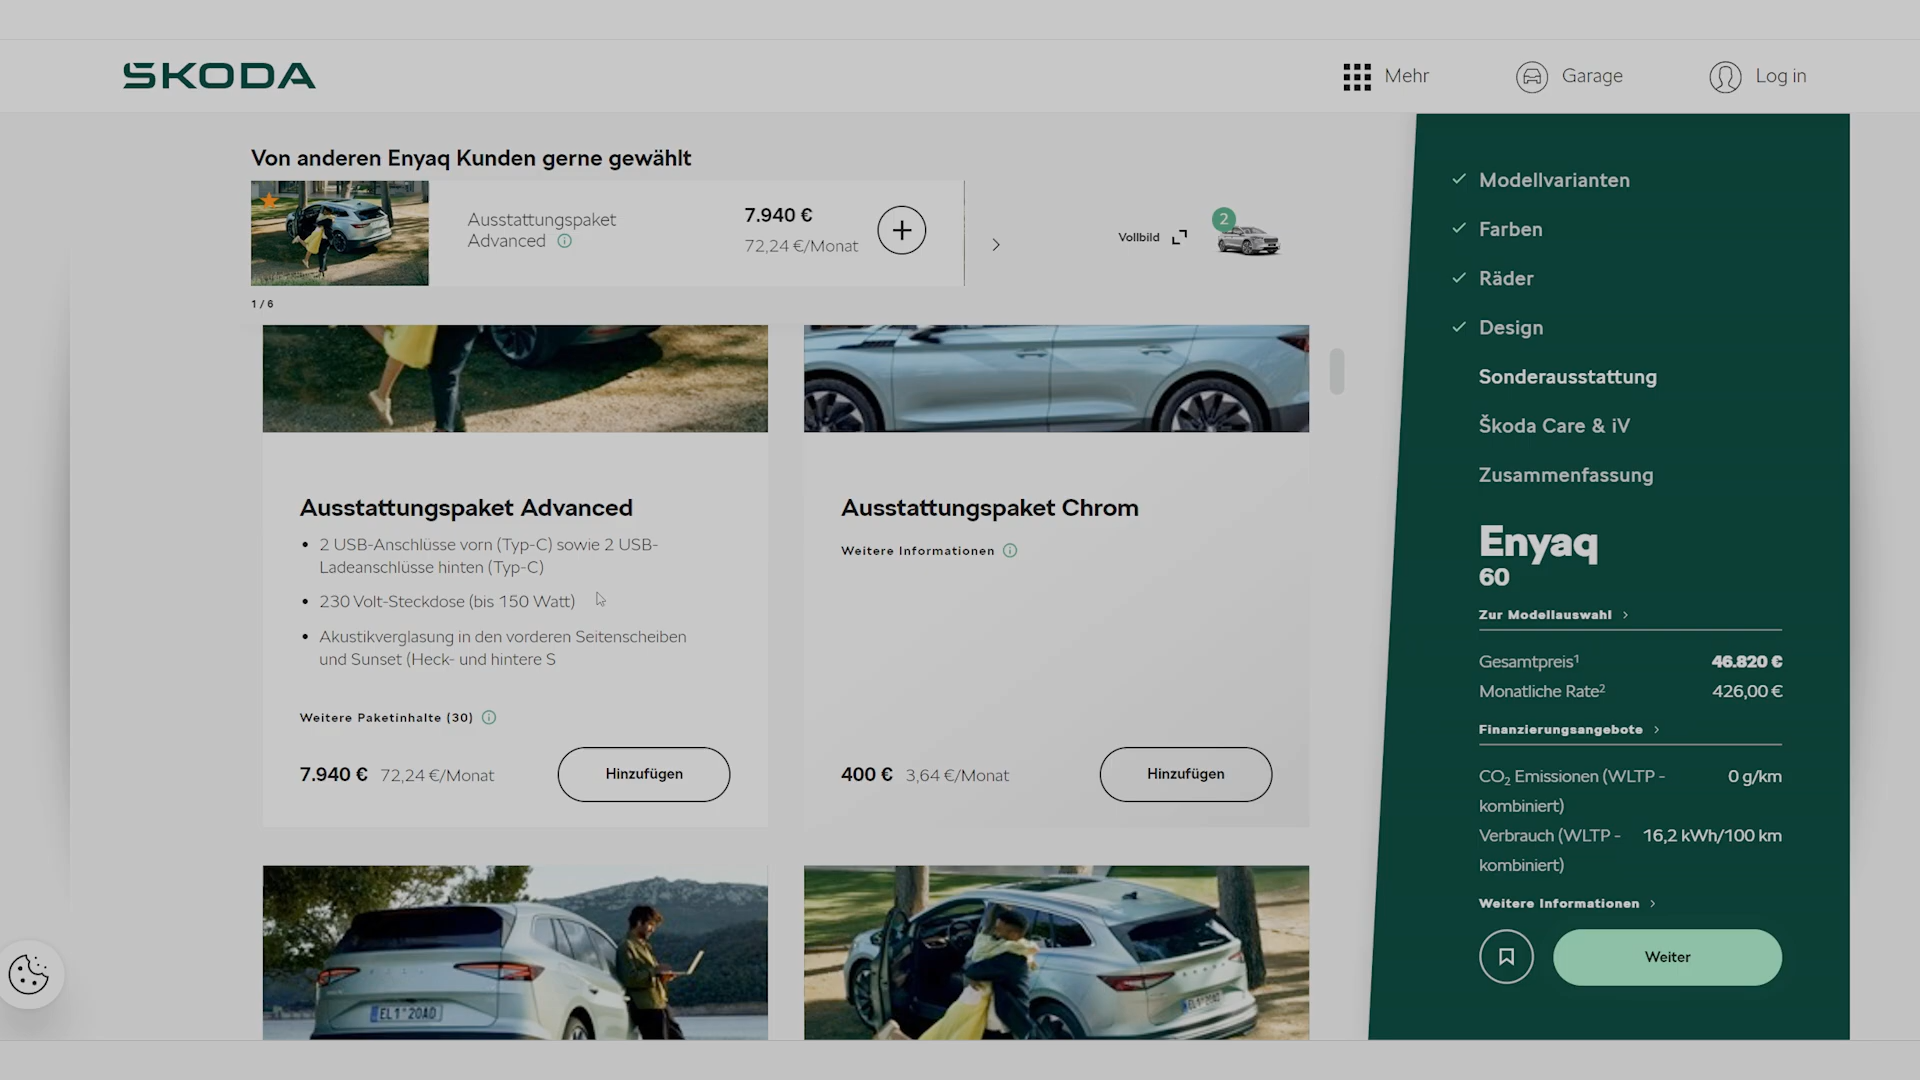 ŠKODA
Mehr
Garage
Log in
Von anderen Enyaq Kunden gerne gewählt
Ausstattungspaket
Advanced
7.940 €
72,24 €/Monat
1 / 6
Vollbild
2
Ausstattungspaket Advanced
• 2 USB-Anschlüsse vorn (Typ-C) sowie 2 USB-
Ladeanschlüsse hinten (Typ-C)
• 230 Volt-Steckdose (bis 150 Watt)
• Akustikverglasung in den vorderen Seitenscheiben
und Sunset (Heck- und hintere S
Weitere Paketinhalte (30)
7.940 € 72,24 €/Monat
Hinzufügen
Ausstattungspaket Chrom
Weitere Informationen
400 € 3,64 €/Monat
Hinzufügen
EL1 20AD
Modellvarianten
Farben
Räder
Design
Sonderausstattung
Škoda Care & iV
Zusammenfassung
Enyaq
60
Zur Modellauswahl
Gesamtpreis¹ 46.820 €
Monatliche Rate² 426,00 €
Finanzierungsangebote
CO₂ Emissionen (WLTP - 0 g/km
kombiniert)
Verbrauch (WLTP - 16,2 kWh/100 km
kombiniert)
Weitere Informationen
Weiter